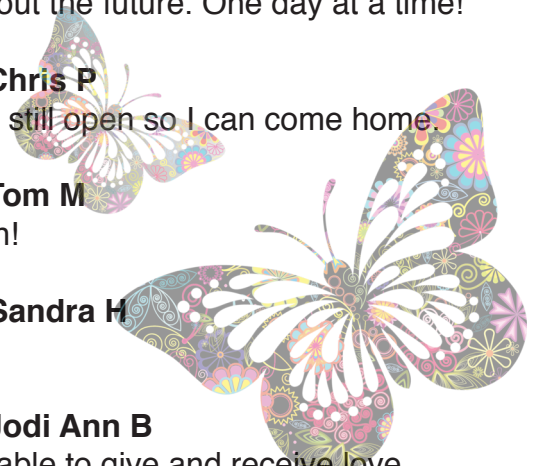 out the future. One day at a time!
Chris P
still open so I can come home.
Tom M
n!
Sandra H
Jodi Ann B
able to give and receive love